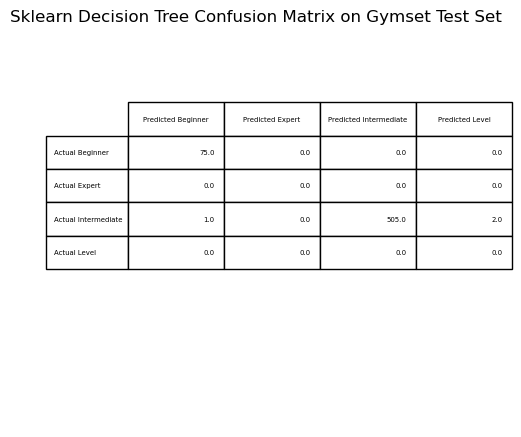 Sklearn Decision Tree Confusion Matrix on Gymset Test Set
Predicted Beginner Predicted Expert Predicted Intermediate Predicted Level
Actual Beginner 75.0 0.0 0.0 0.0
Actual Expert 0.0 0.0 0.0 0.0
Actual Intermediate 1.0 0.0 505.0 2.0
Actual Level 0.0 0.0 0.0 0.0